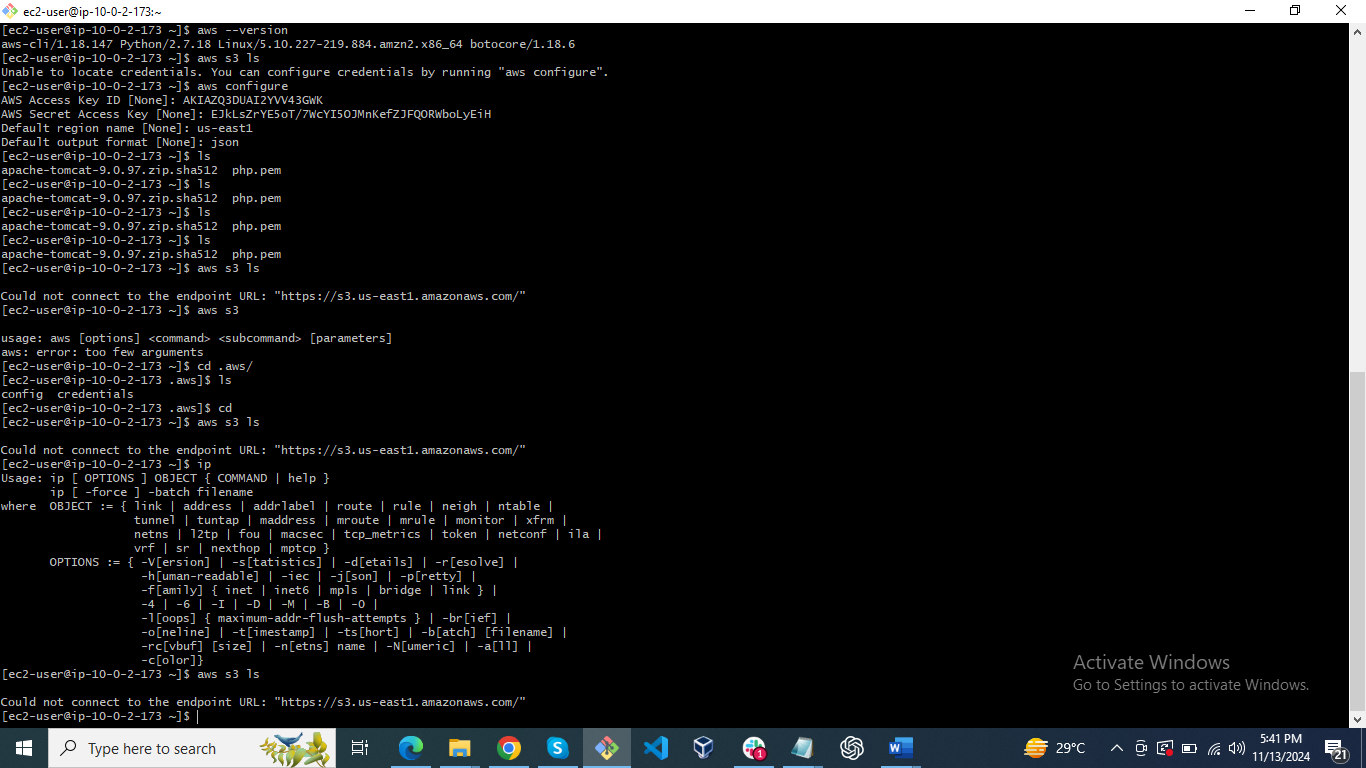 ec2-user@ip-10-0-2-173:~
[ec2-user@ip-10-0-2-173 ~]$ aws --version
aws-cli/1.18.147 Python/2.7.18 Linux/5.10.227-219.884.amzn2.x86_64 botocore/1.18.6
[ec2-user@ip-10-0-2-173 ~]$ aws s3 ls
Unable to locate credentials. You can configure credentials by running "aws configure".
[ec2-user@ip-10-0-2-173 ~]$ aws configure
AWS Access Key ID [None]: AKIAZQ3DUAI2YVV43GWK
AWS Secret Access Key [None]: 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
Default region name [None]: us-east1
Default output format [None]: json
[ec2-user@ip-10-0-2-173 ~]$ ls
apache-tomcat-9.0.97.zip.sha512  php.pem
[ec2-user@ip-10-0-2-173 ~]$ ls
apache-tomcat-9.0.97.zip.sha512  php.pem
[ec2-user@ip-10-0-2-173 ~]$ ls
apache-tomcat-9.0.97.zip.sha512  php.pem
[ec2-user@ip-10-0-2-173 ~]$ ls
apache-tomcat-9.0.97.zip.sha512  php.pem
[ec2-user@ip-10-0-2-173 ~]$ aws s3 ls
Could not connect to the endpoint URL: "https://s3.us-east1.amazonaws.com/"
[ec2-user@ip-10-0-2-173 ~]$ aws s3
usage: aws [options] <command> <subcommand> [parameters]
aws: error: too few arguments
[ec2-user@ip-10-0-2-173 ~]$ cd .aws/
[ec2-user@ip-10-0-2-173 .aws]$ ls
config  credentials
[ec2-user@ip-10-0-2-173 .aws]$ cd
[ec2-user@ip-10-0-2-173 ~]$ aws s3 ls
Could not connect to the endpoint URL: "https://s3.us-east1.amazonaws.com/"
[ec2-user@ip-10-0-2-173 ~]$ ip
Usage: ip [ OPTIONS ] OBJECT { COMMAND | help }
       ip [ -force ] -batch filename
where  OBJECT := { link | address | addrlabel | route | rule | neigh | ntable |
                   tunnel | tuntap | maddress | mroute | mrule | monitor | xfrm |
                   netns | l2tp | fou | macsec | tcp_metrics | token | netconf | ila |
                   vrf | sr | nexthop | mptcp }
       OPTIONS := { -V[ersion] | -s[tatistics] | -d[etails] | -r[esolve] |
                    -h[uman-readable] | -iec | -j[son] | -p[retty] |
                    -f[amily] { inet | inet6 | mpls | bridge | link } |
                    -4 | -6 | -I | -D | -M | -B | -0 |
                    -l[oops] { maximum-addr-flush-attempts } | -br[ief] |
                    -o[neline] | -t[imestamp] | -ts[hort] | -b[atch] [filename] |
                    -rc[vbuf] [size] | -n[etns] name | -N[umeric] | -a[ll] |
                    -c[olor]}
[ec2-user@ip-10-0-2-173 ~]$ aws s3 ls
Could not connect to the endpoint URL: "https://s3.us-east1.amazonaws.com/"
[ec2-user@ip-10-0-2-173 ~]$
Activate Windows
Go to Settings to activate Windows.
Type here to search
1
29°C
5:41 PM
11/13/2024
21